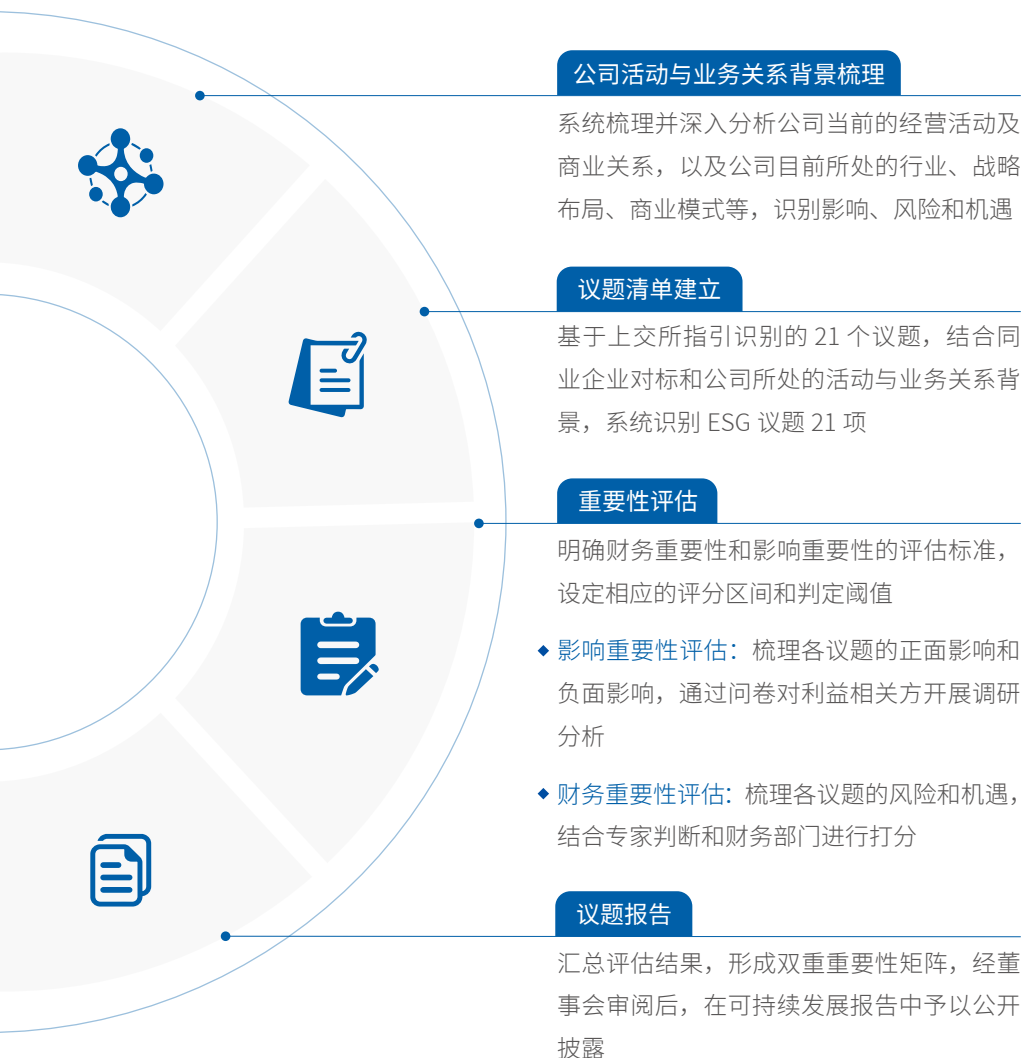 公司活动与业务关系背景梳理
系统梳理并深入分析公司当前的经营活动及
商业关系，以及公司目前所处的行业、战略
布局、商业模式等，识别影响、风险和机遇
议题清单建立
基于上交所指引识别的 21 个议题，结合同
业企业对标和公司所处的活动与业务关系背
景，系统识别 ESG 议题 21 项
重要性评估
明确财务重要性和影响重要性的评估标准，
设定相应的评分区间和判定阈值
◆ 影响重要性评估：梳理各议题的正面影响和
负面影响，通过问卷对利益相关方开展调研
分析
◆ 财务重要性评估：梳理各议题的风险和机遇，
结合专家判断和财务部门进行打分
议题报告
汇总评估结果，形成双重重要性矩阵，经董
事会审阅后，在可持续发展报告中予以公开
披露